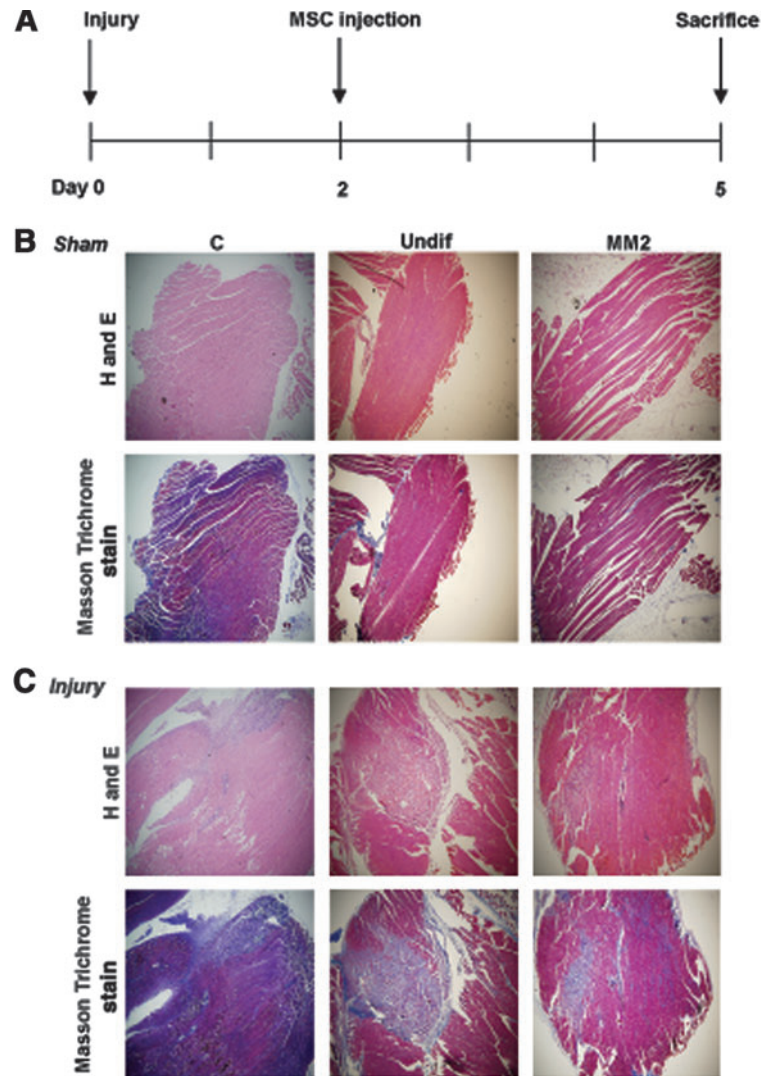 A
Injury MSC injection Sacrifice
Day 0 2 5
B Sham C Undif MM2
H and E
Masson Trichrome
stain
C Injury
H and E
Masson Trichrome
stain